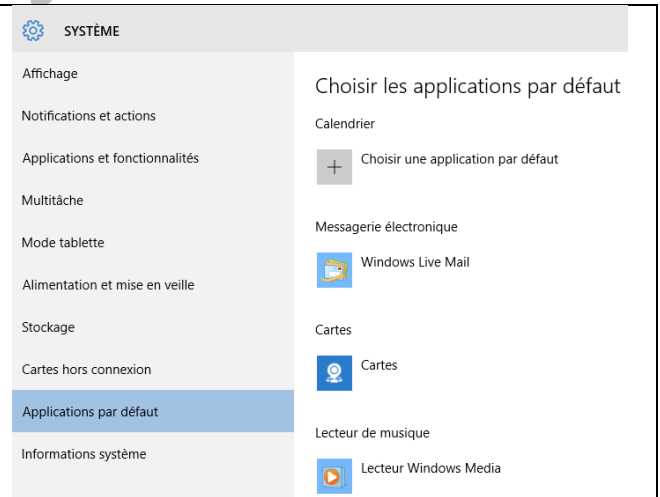 SYSTÈME
Affichage
Notifications et actions
Applications et fonctionnalités
Multitâche
Mode tablette
Alimentation et mise en veille
Stockage
Cartes hors connexion
Applications par défaut
Informations système
Choisir les applications par défaut
Calendrier
Choisir une application par défaut
Messagerie électronique
Windows Live Mail
Cartes
Cartes
Lecteur de musique
Lecteur Windows Media